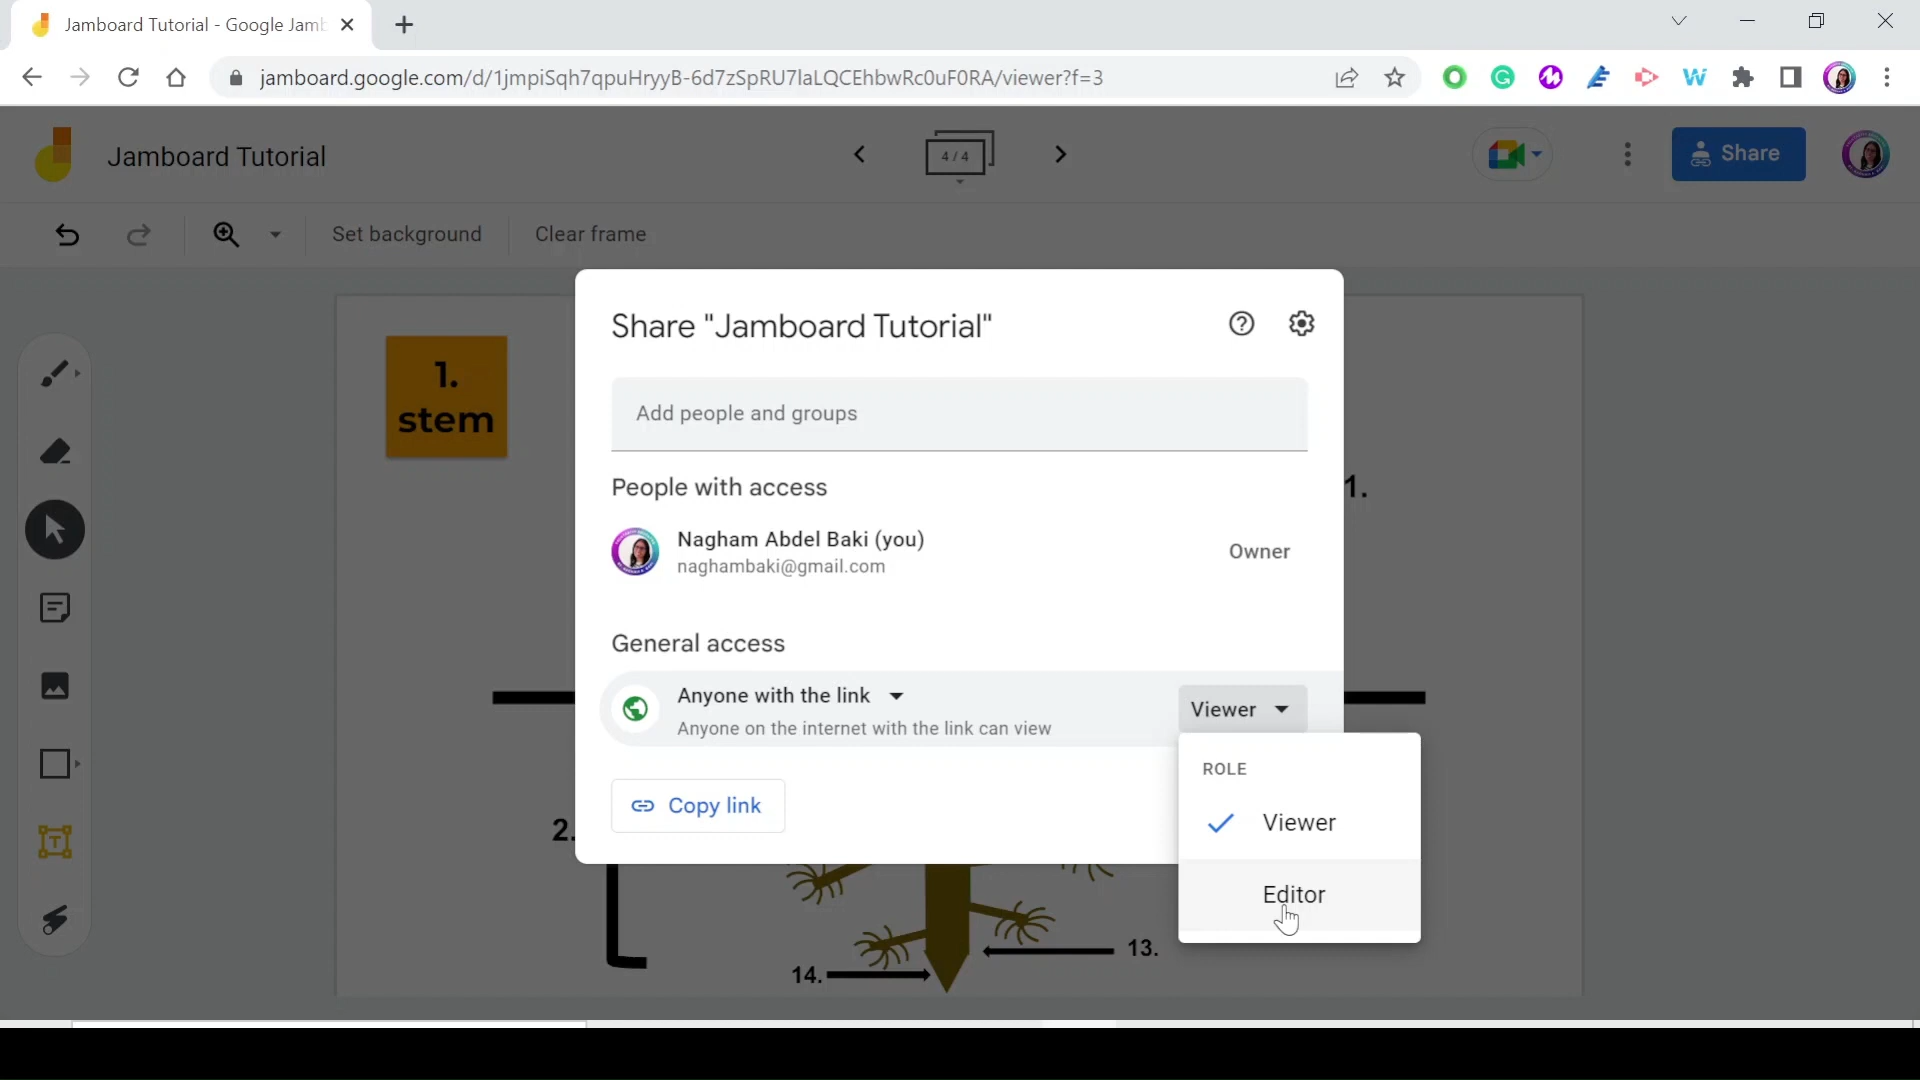 Jamboard Tutorial - Google Jamb
jamboard.google.com/d/1jmpiSqh7qpuHryyB-6d7zSpRU7laLQCEhbwRc0uF0RA/viewer?f=3
Jamboard Tutorial
4 / 4
Share
Set background
Clear frame
1.
stem
Share "Jamboard Tutorial"
Add people and groups
People with access
1.
Nagham Abdel Baki (you)
naghambaki@gmail.com
Owner
General access
Anyone with the link
Anyone on the internet with the link can view
Viewer
ROLE
Viewer
Editor
Copy link
2.
13.
14.